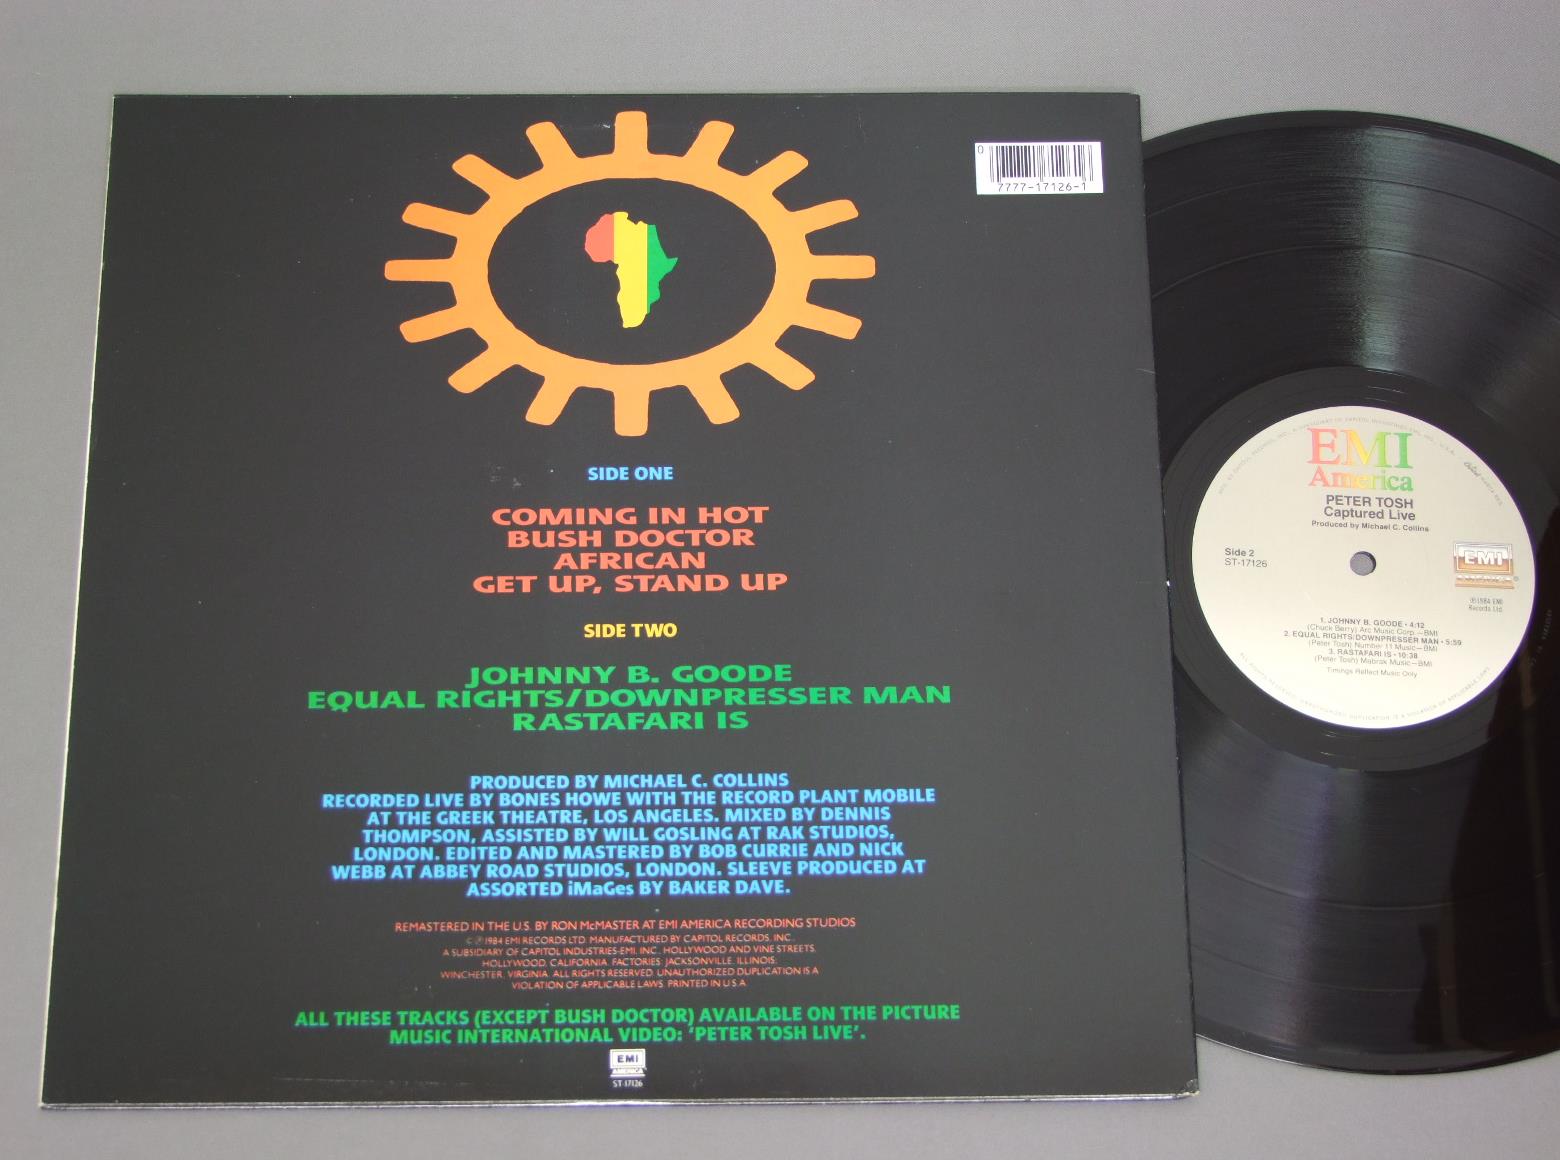 0
7777-17126-1
SIDE ONE
COMING IN HOT
BUSH DOCTOR
AFRICAN
GET UP, STAND UP
SIDE TWO
JOHNNY B. GOODE
EQUAL RIGHTS/DOWNPRESSER MAN
RASTAFARI IS
PRODUCED BY MICHAEL C. COLLINS
RECORDED LIVE BY BONES HOWE WITH THE RECORD PLANT MOBILE
AT THE GREEK THEATRE, LOS ANGELES. MIXED BY DENNIS
THOMPSON, ASSISTED BY WILL GOSLING AT RAK STUDIOS,
LONDON. EDITED AND MASTERED BY BOB CURRIE AND NICK
WEBB AT ABBEY ROAD STUDIOS, LONDON. SLEEVE PRODUCED AT
ASSORTED iMaGes BY BAKER DAVE.
REMASTERED IN THE U.S. BY RON McMASTER AT EMI AMERICA RECORDING STUDIOS
© ℗ 1984 EMI RECORDS LTD. MANUFACTURED BY CAPITOL RECORDS, INC.,
A SUBSIDIARY OF CAPITOL INDUSTRIES-EMI, INC., HOLLYWOOD AND VINE STREETS,
HOLLYWOOD, CALIFORNIA. FACTORIES: JACKSONVILLE, ILLINOIS;
WINCHESTER, VIRGINIA. ALL RIGHTS RESERVED. UNAUTHORIZED DUPLICATION IS A
VIOLATION OF APPLICABLE LAWS. PRINTED IN U.S.A.
ALL THESE TRACKS (EXCEPT BUSH DOCTOR) AVAILABLE ON THE PICTURE
MUSIC INTERNATIONAL VIDEO: 'PETER TOSH LIVE'.
EMI
AMERICA
ST-17126
EMI
America
PETER TOSH
Captured Live
Produced by Michael C. Collins
Side 2
ST-17126
EMI
AMERICA
℗1984 EMI
Records Ltd.
1. JOHNNY B. GOODE • 4:12
(Chuck Berry) Arc Music Corp.—BMI
2. EQUAL RIGHTS/DOWNPRESSER MAN • 5:59
(Peter Tosh) Number 11 Music—BMI
3. RASTAFARI IS • 10:38
(Peter Tosh) Mabrak Music—BMI
Timings Reflect Music Only